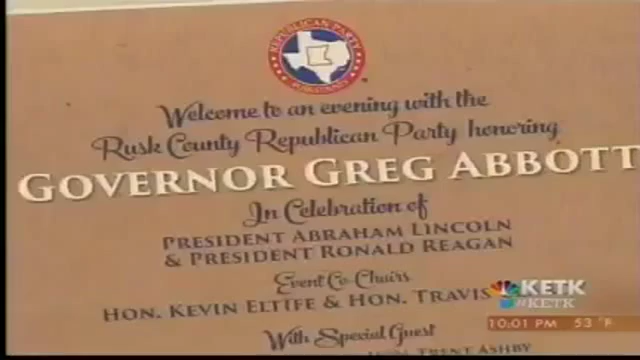 REPUBLICAN PARTY
Welcome to an evening with the
Rusk County Republican Party honoring
GOVERNOR GREG ABBOTT
In Celebration of
PRESIDENT ABRAHAM LINCOLN
& PRESIDENT RONALD REAGAN
Event Co-Chairs
HON. KEVIN ELTIFE & HON. TRAVIS
With Special Guest
HON. TRENT ASHBY
KETK
#KETK
10:01 PM 53 °F